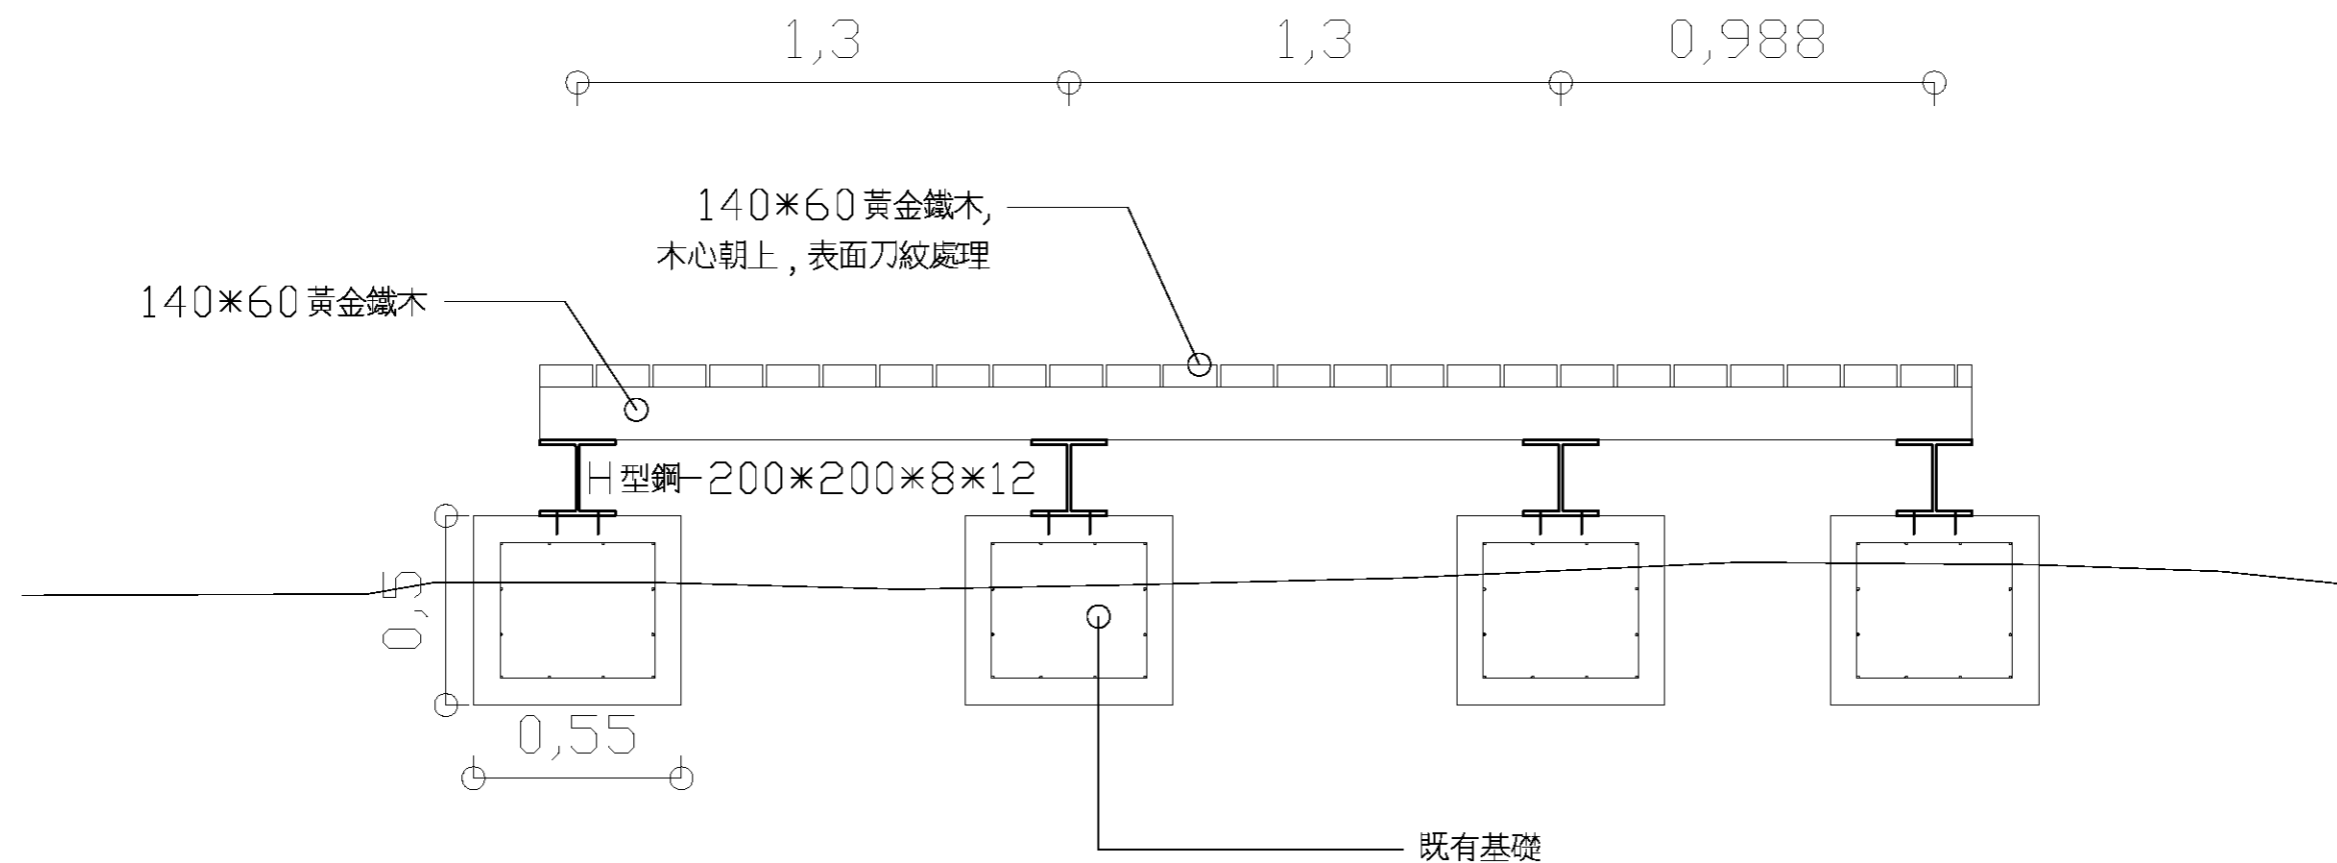 1,3
1,3
0,988
140*60黃金鐵木,
木心朝上,表面刀紋處理
140*60黃金鐵木
H型鋼-200*200*8*12
0,5
0,55
既有基礎